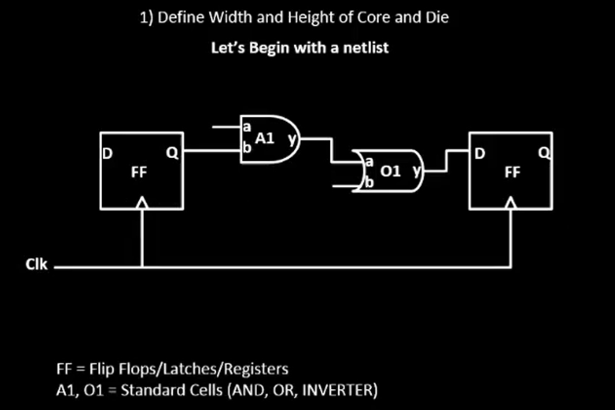 1) Define Width and Height of Core and Die
Let's Begin with a netlist
a
A1 y
b
D Q
FF
a
O1 y
b
D Q
FF
Clk
FF = Flip Flops/Latches/Registers
A1, O1 = Standard Cells (AND, OR, INVERTER)